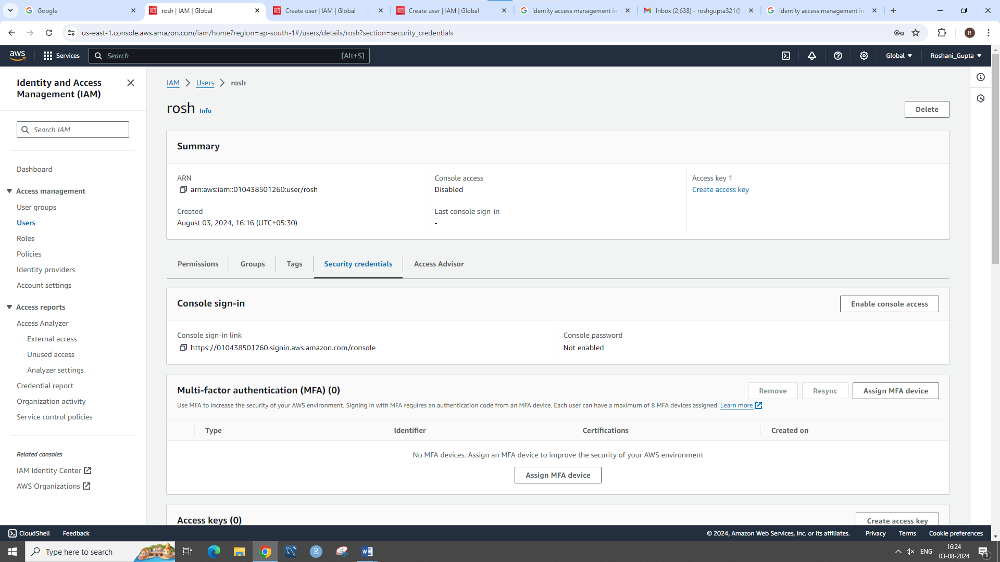 Google
rosh | IAM | Global
Create user | IAM | Global
Create user | IAM | Global
identity access management in
Inbox (2,638) - roshgupta321@
identity access management in
us-east-1.console.aws.amazon.com/iam/home?region=ap-south-1#/users/details/rosh?section=security_credentials
R
aws
Services
Search
[Alt+S]
Global
Roshani_Gupta
Identity and Access
Management (IAM)
Search IAM
Dashboard
Access management
User groups
Users
Roles
Policies
Identity providers
Account settings
Access reports
Access Analyzer
External access
Unused access
Analyzer settings
Credential report
Organization activity
Service control policies
Related consoles
IAM Identity Center
AWS Organizations
IAM > Users > rosh
rosh Info
Delete
Summary
ARN
arn:aws:iam::010438501260:user/rosh
Console access
Disabled
Access key 1
Create access key
Created
August 03, 2024, 16:16 (UTC+05:30)
Last console sign-in
-
Permissions
Groups
Tags
Security credentials
Access Advisor
Console sign-in
Enable console access
Console sign-in link
https://010438501260.signin.aws.amazon.com/console
Console password
Not enabled
Multi-factor authentication (MFA) (0)
Remove
Resync
Assign MFA device
Use MFA to increase the security of your AWS environment. Signing in with MFA requires an authentication code from an MFA device. Each user can have a maximum of 8 MFA devices assigned. Learn more
Type
Identifier
Certifications
Created on
No MFA devices. Assign an MFA device to improve the security of your AWS environment
Assign MFA device
Access keys (0)
Create access key
CloudShell
Feedback
© 2024, Amazon Web Services, Inc. or its affiliates.
Privacy
Terms
Cookie preferences
Type here to search
R
W
ENG
16:24
03-08-2024
1